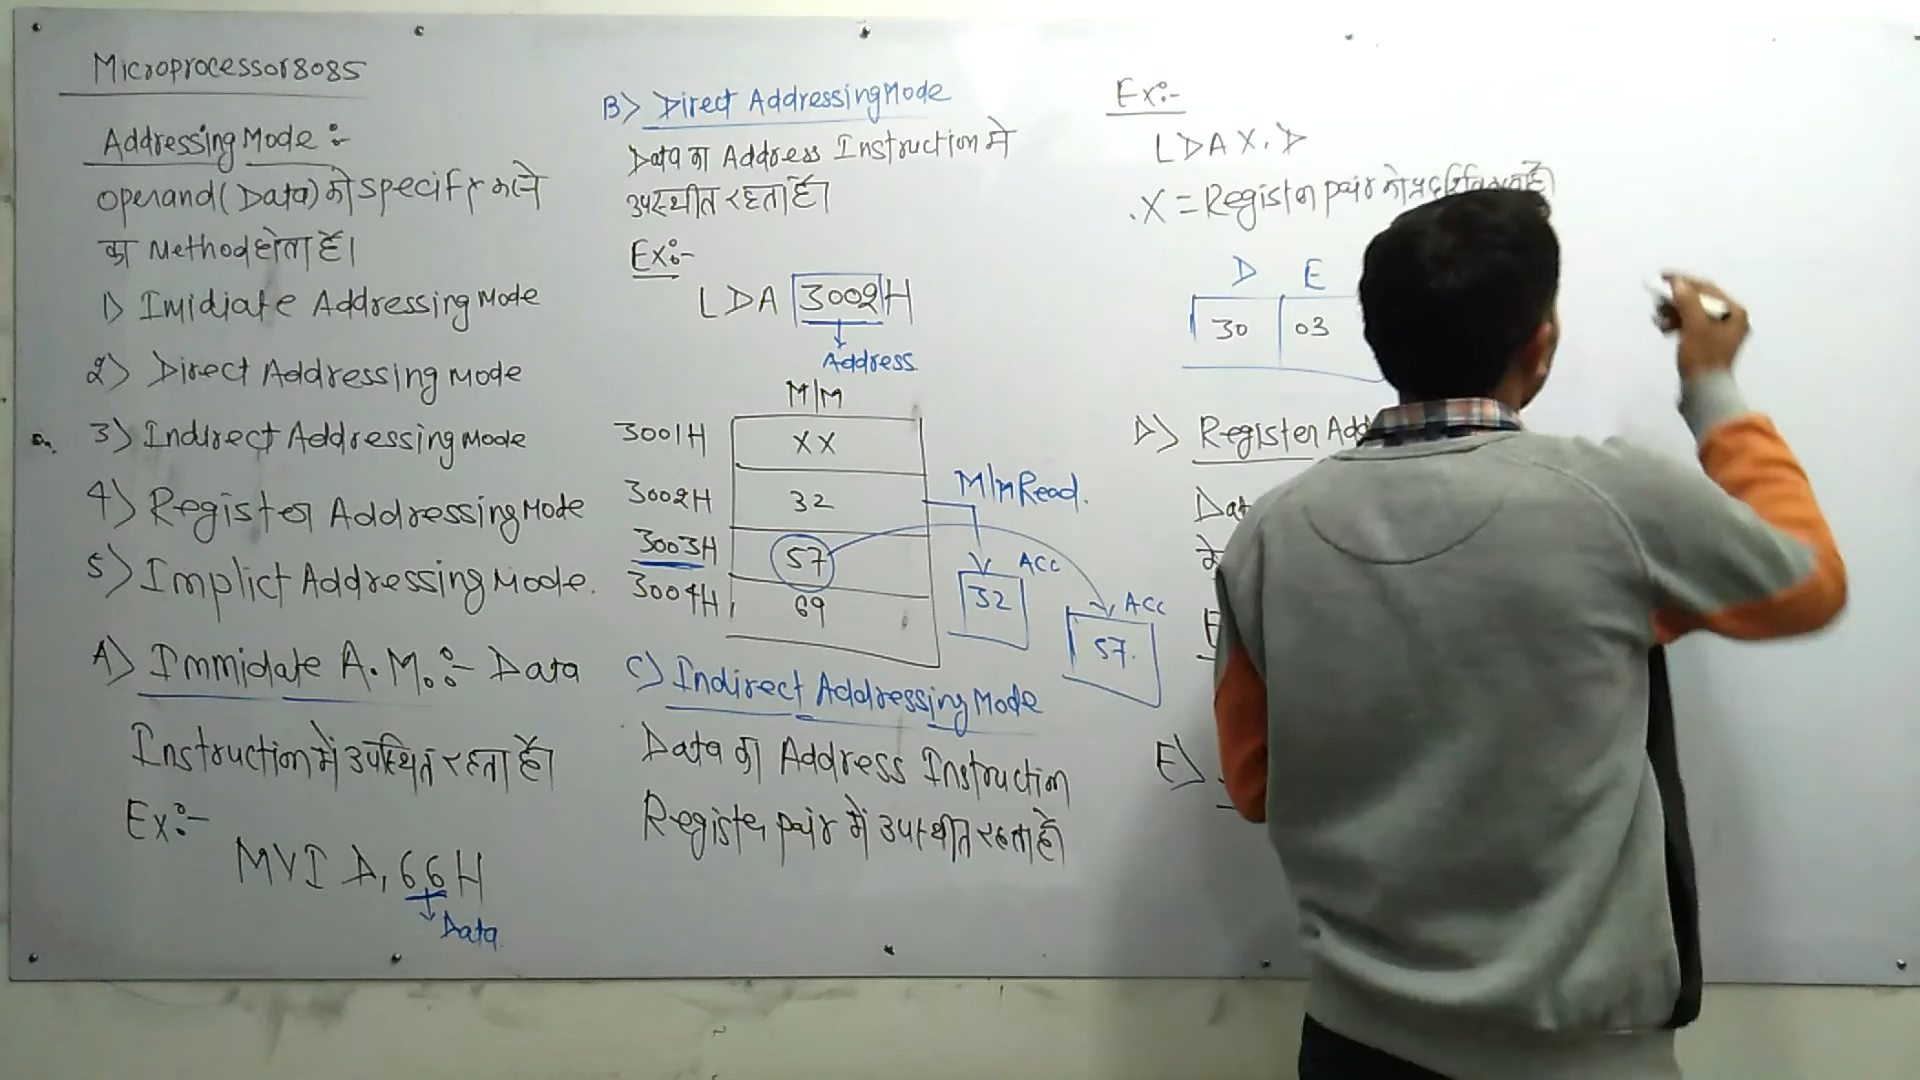 Microprocessor 8085
Addressing Mode :-
operand (Data) को specify करने
का Method होता है।
1) Imidiate Addressing Mode
2) Direct Addressing Mode
3) Indirect Addressing Mode
4) Register Addressing Mode
5) Implict Addressing Mode.
A) Immidate A.M. :- Data
Instruction में उपस्थित रहता है।
Ex:-
MVI A, 66H
Data
B) Direct Addressing Mode
Data का Address Instruction मे
उपस्थीत रहता है।
Ex:-
LDA 3002H
Address
M/M
3001H XX
3002H 32
3003H 57
3004H 69
M/M Read.
ACC
32
ACC
57.
C) Indirect Addressing Mode
Data का Address Instruction
Register pair में उपस्थीत रहता है।
Ex:-
LDA X, D
X = Register pair को
D E
30 03
D) Register Add
Dat
E)